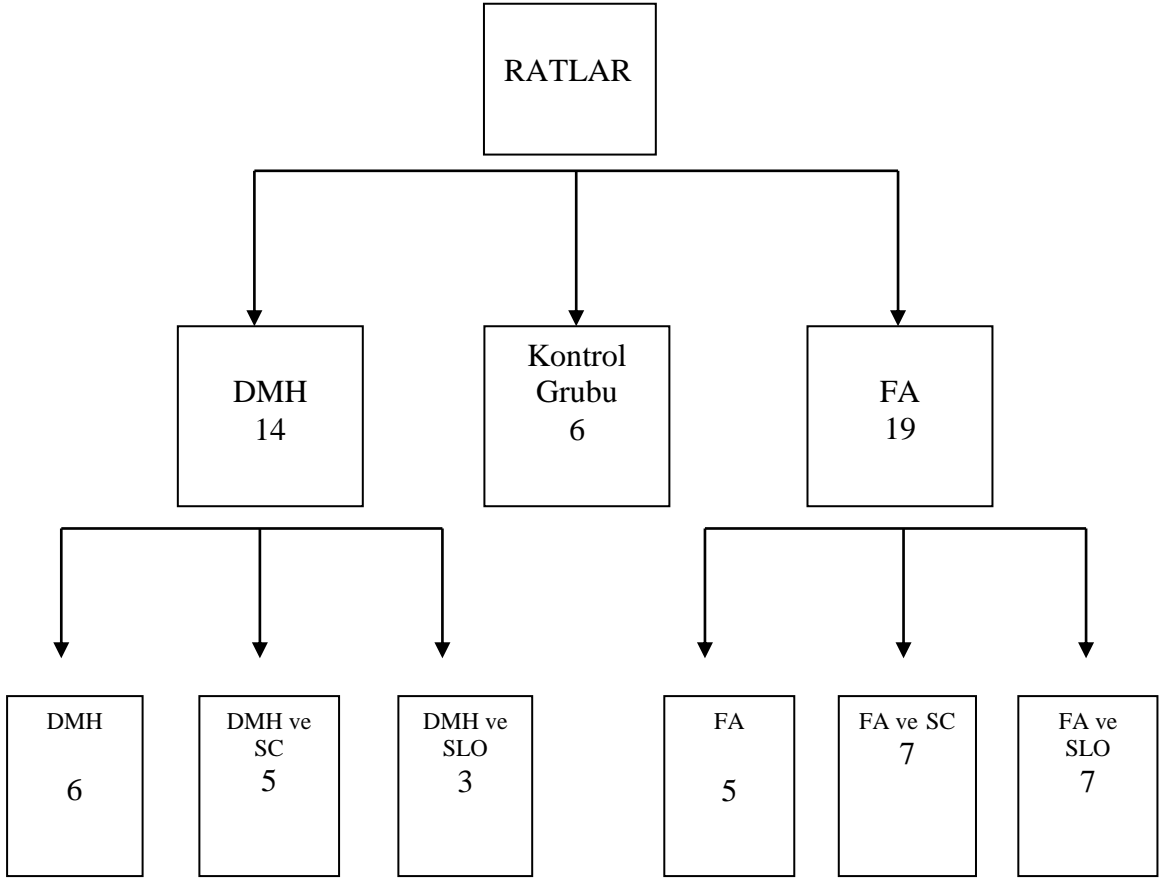 RATLAR
DMH
14
Kontrol
Grubu
6
FA
19
DMH
6
DMH ve
SC
5
DMH ve
SLO
3
FA
5
FA ve SC
7
FA ve
SLO
7